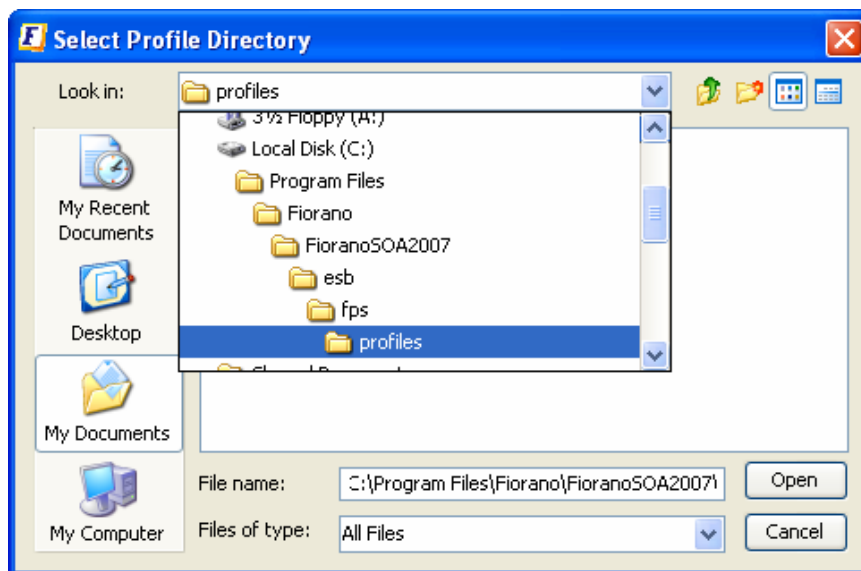 Select Profile Directory
Look in:
profiles
3½ Floppy (A:)
Local Disk (C:)
Program Files
Fiorano
FioranoSOA2007
esb
fps
profiles
My Recent
Documents
Desktop
My Documents
My Computer
File name:
C:\Program Files\Fiorano\FioranoSOA2007\
Open
Files of type:
All Files
Cancel